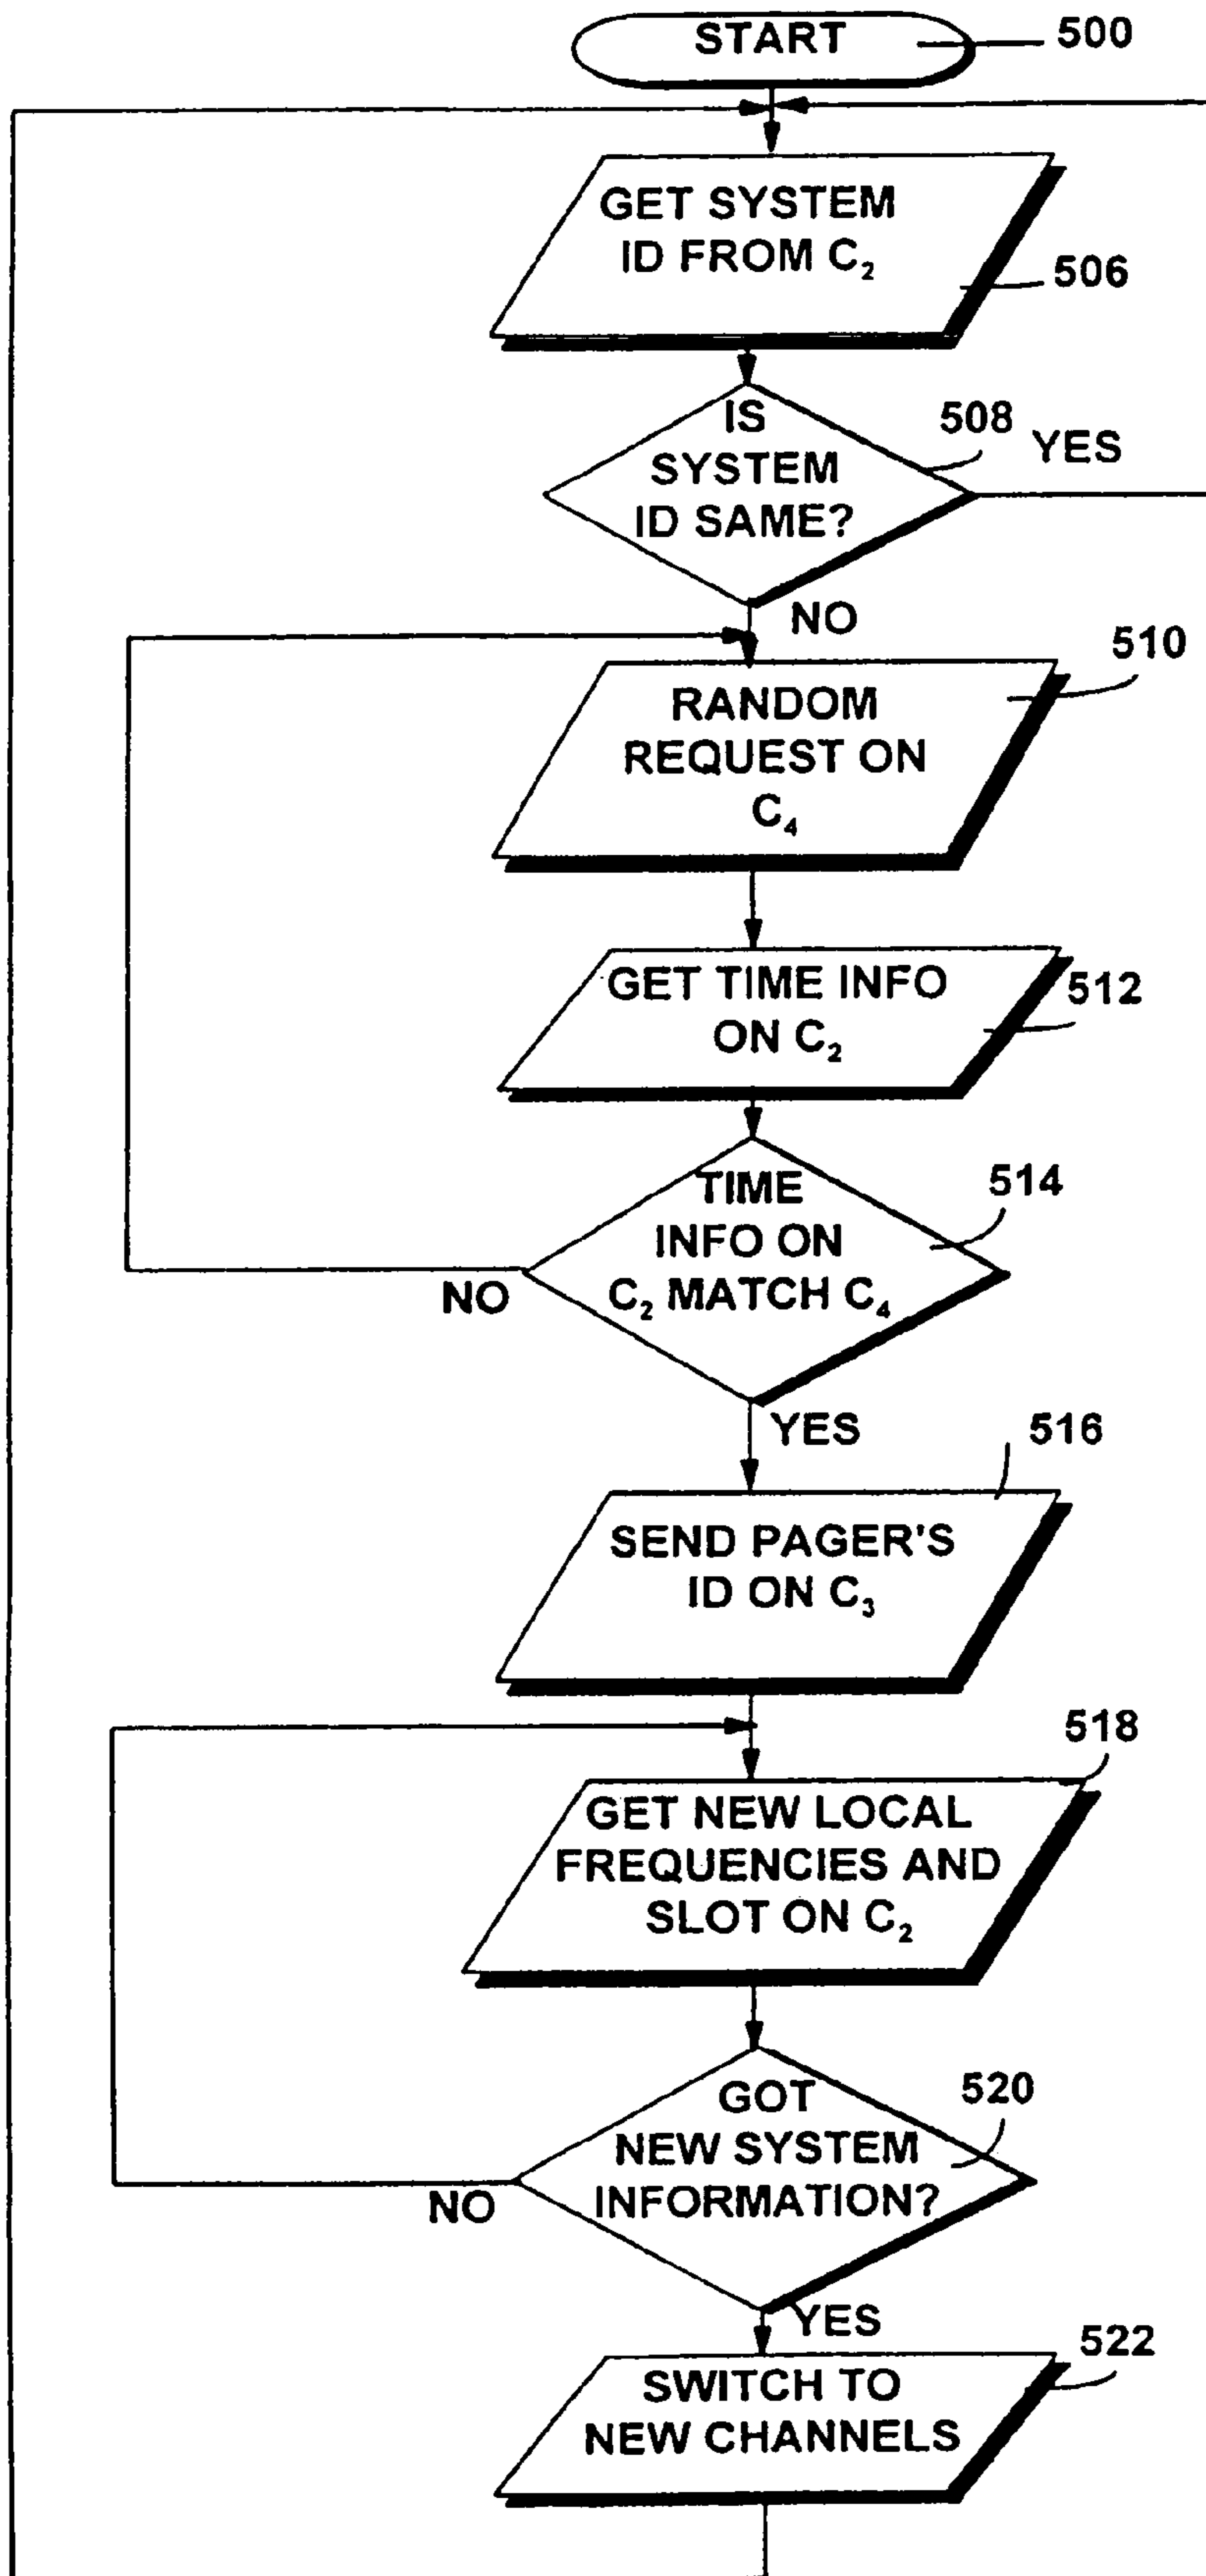 START
500
GET SYSTEM
ID FROM C₂
506
IS
SYSTEM
ID SAME?
508
YES
NO
RANDOM
REQUEST ON
C₄
510
GET TIME INFO
ON C₂
512
TIME
INFO ON
C₂ MATCH C₄
514
NO
YES
SEND PAGER'S
ID ON C₃
516
GET NEW LOCAL
FREQUENCIES AND
SLOT ON C₂
518
GOT
NEW SYSTEM
INFORMATION?
520
NO
YES
SWITCH TO
NEW CHANNELS
522